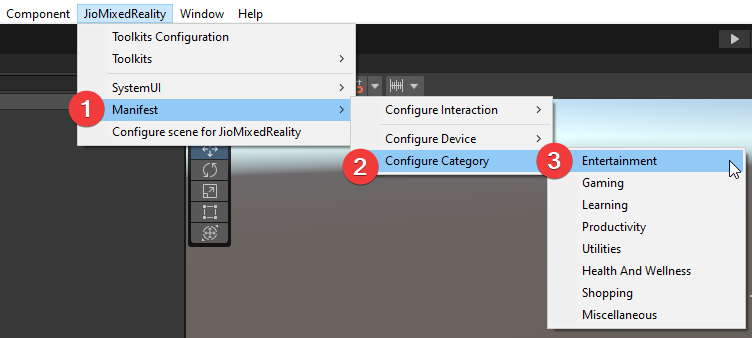 Component JioMixedReality Window Help
Toolkits Configuration
Toolkits
SystemUI
1 Manifest
Configure scene for JioMixedReality
Configure Interaction
Configure Device
2 Configure Category
3 Entertainment
Gaming
Learning
Productivity
Utilities
Health And Wellness
Shopping
Miscellaneous